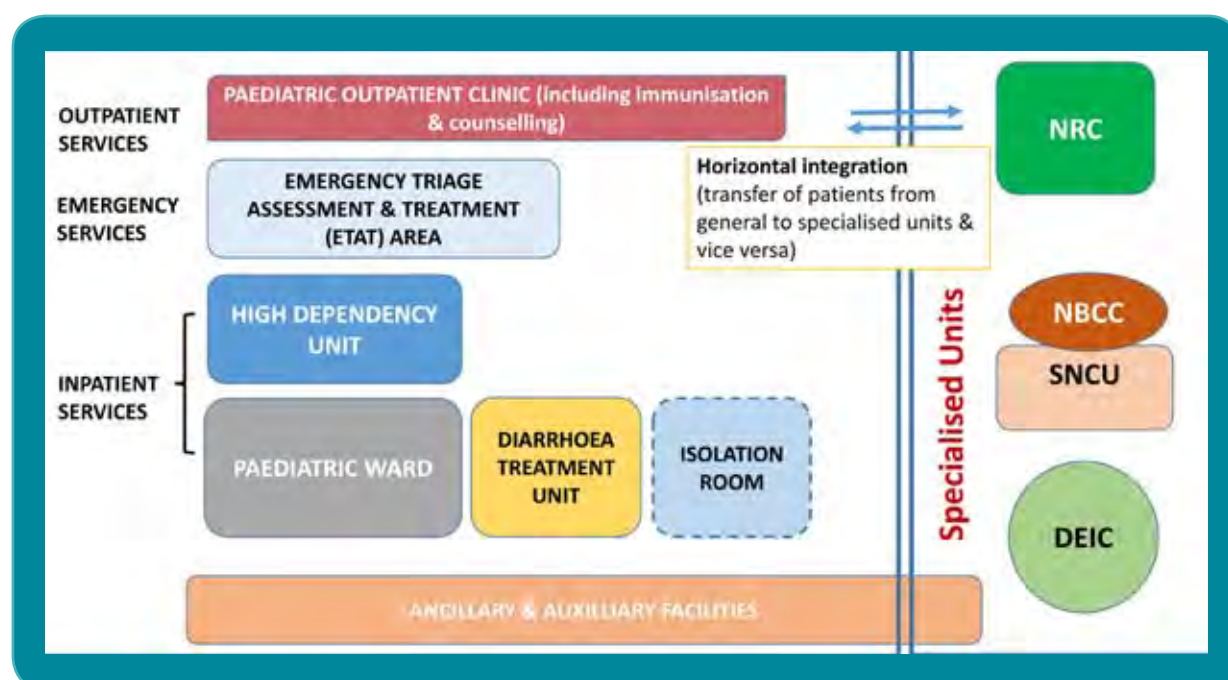 PAEDIATRIC OUTPATIENT CLINIC (including immunisation
& counselling)
OUTPATIENT
SERVICES
NRC
Horizontal integration
(transfer of patients from
general to specialised units &
vice versa)
EMERGENCY TRIAGE
ASSESSMENT & TREATMENT
(ETAT) AREA
EMERGENCY
SERVICES
HIGH DEPENDENCY
UNIT
INPATIENT
SERVICES
PAEDIATRIC WARD
DIARRHOEA
TREATMENT
UNIT
ISOLATION
ROOM
Specialised Units
NBCC
SNCU
DEIC
ANCILLARY & AUXILLIARY FACILITIES